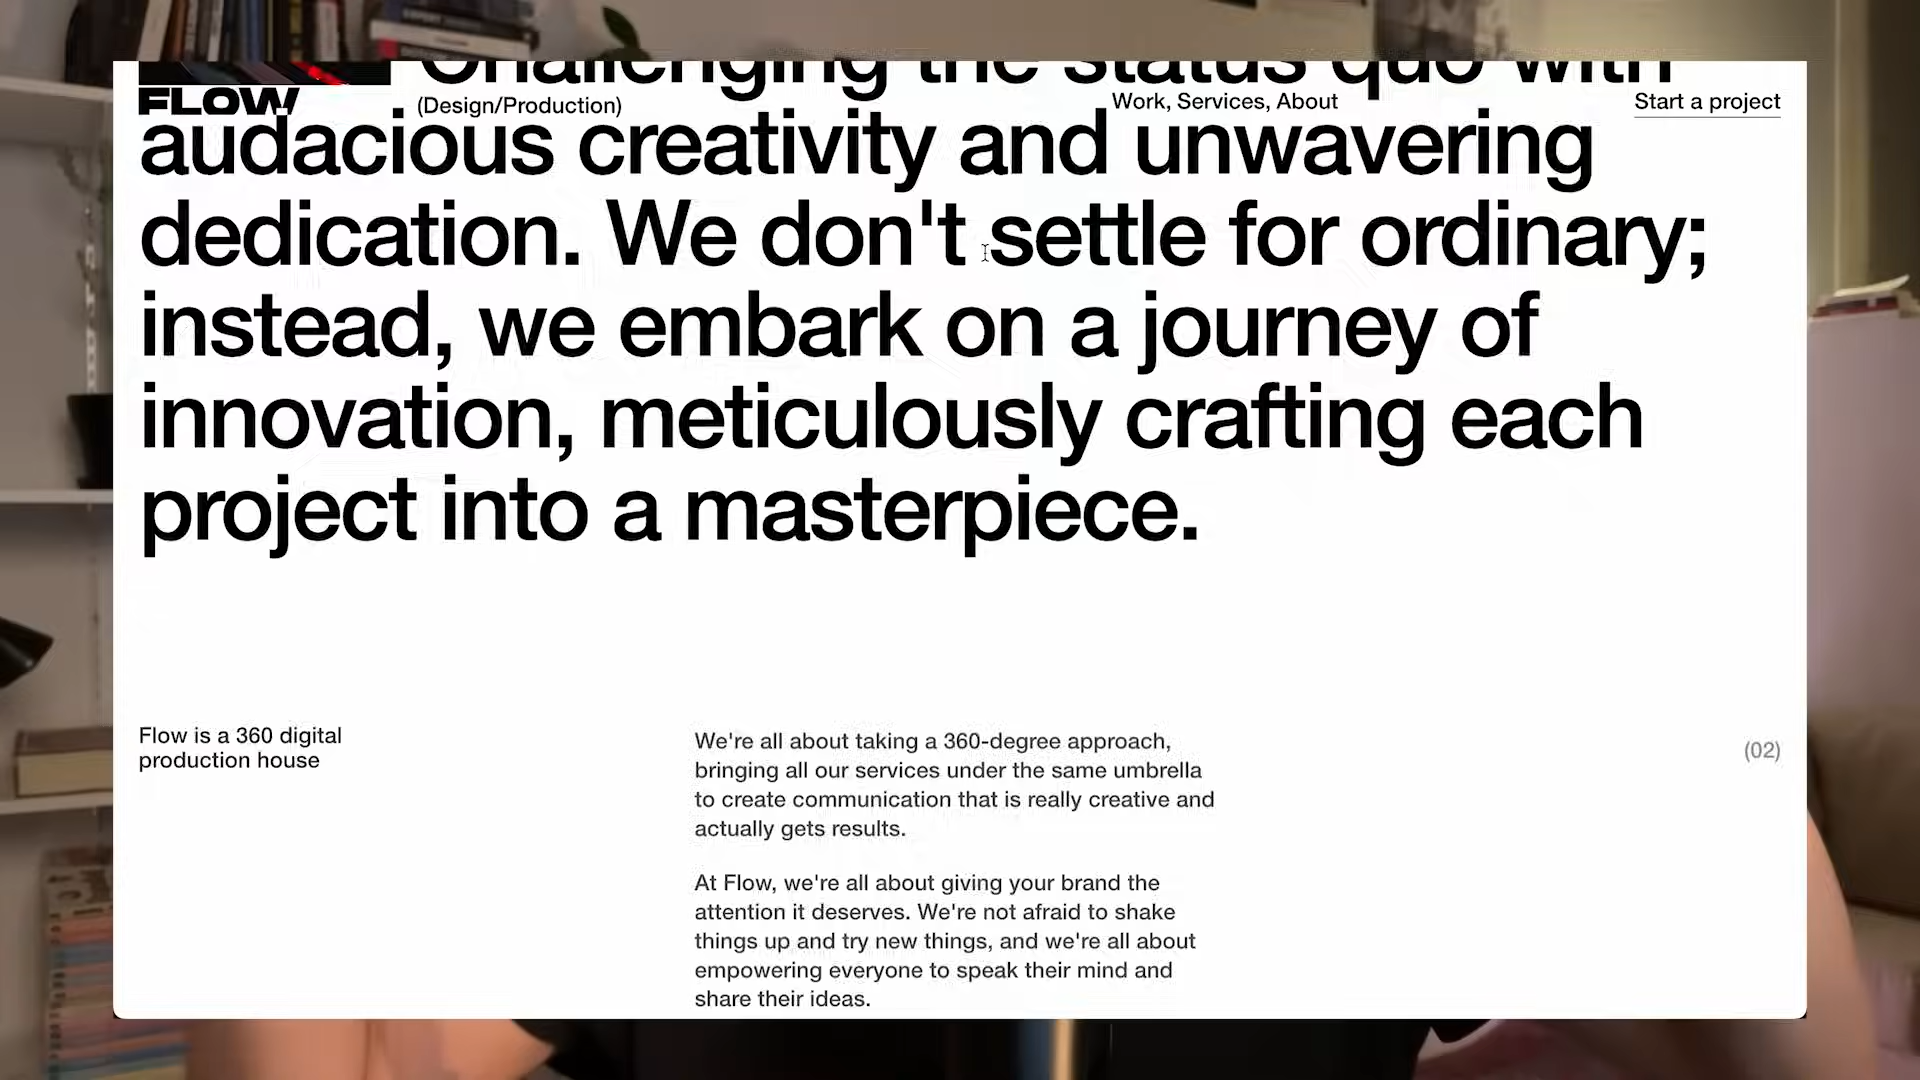 Challenging the status quo with
FLOW
(Design/Production)
Work, Services, About
Start a project
audacious creativity and unwavering
dedication. We don't settle for ordinary;
instead, we embark on a journey of
innovation, meticulously crafting each
project into a masterpiece.
Flow is a 360 digital
production house
We're all about taking a 360-degree approach,
bringing all our services under the same umbrella
to create communication that is really creative and
actually gets results.
(02)
At Flow, we're all about giving your brand the
attention it deserves. We're not afraid to shake
things up and try new things, and we're all about
empowering everyone to speak their mind and
share their ideas.